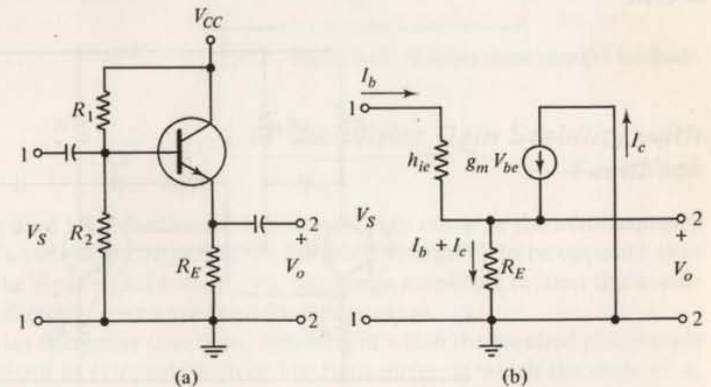 V_CC
R_1
1
V_S
R_2
R_E
2
+
V_o
1
2
(a)
I_b
1
h_ie
g_m V_be
I_c
V_S
I_b + I_c
R_E
2
+
V_o
1
2
(b)